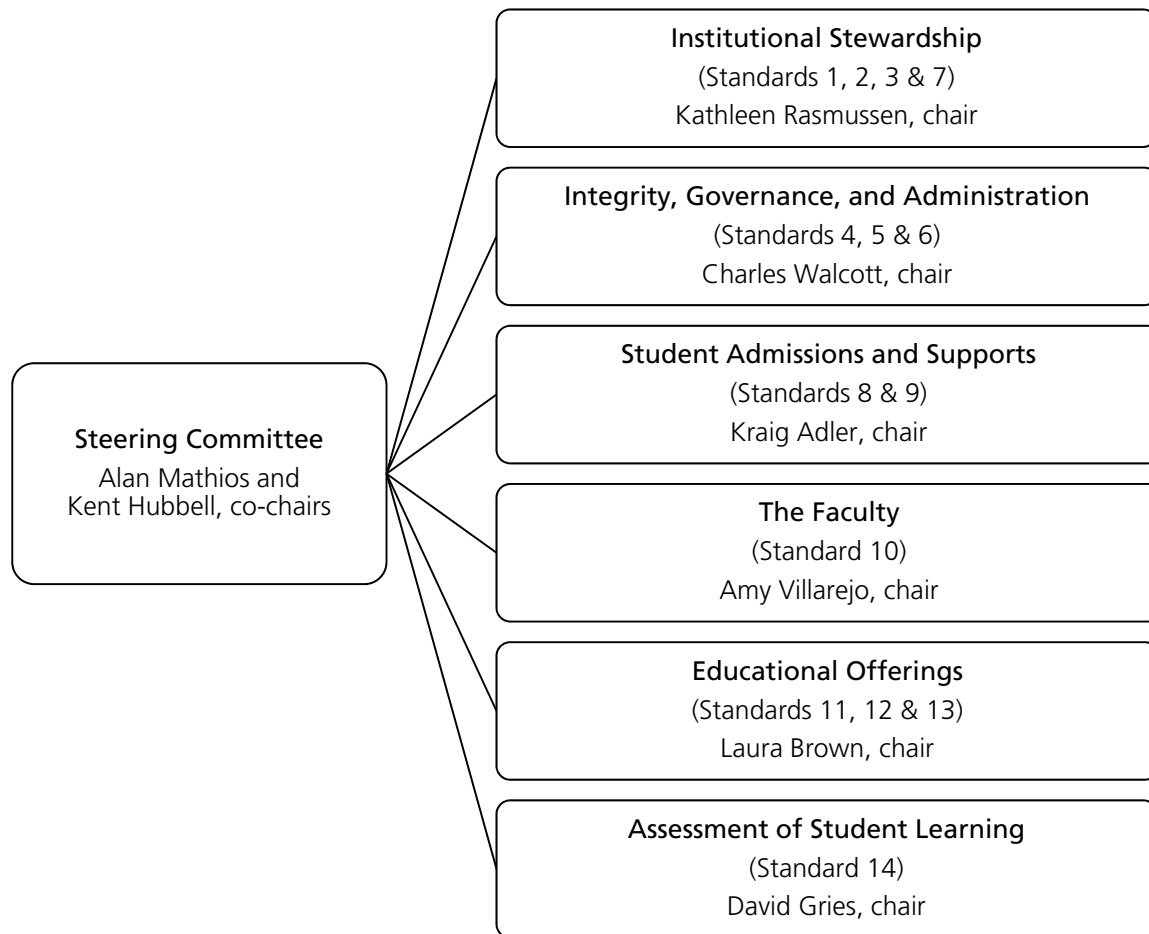 Institutional Stewardship
(Standards 1, 2, 3 & 7)
Kathleen Rasmussen, chair
Integrity, Governance, and Administration
(Standards 4, 5 & 6)
Charles Walcott, chair
Student Admissions and Supports
(Standards 8 & 9)
Kraig Adler, chair
Steering Committee
Alan Mathios and
Kent Hubbell, co-chairs
The Faculty
(Standard 10)
Amy Villarejo, chair
Educational Offerings
(Standards 11, 12 & 13)
Laura Brown, chair
Assessment of Student Learning
(Standard 14)
David Gries, chair